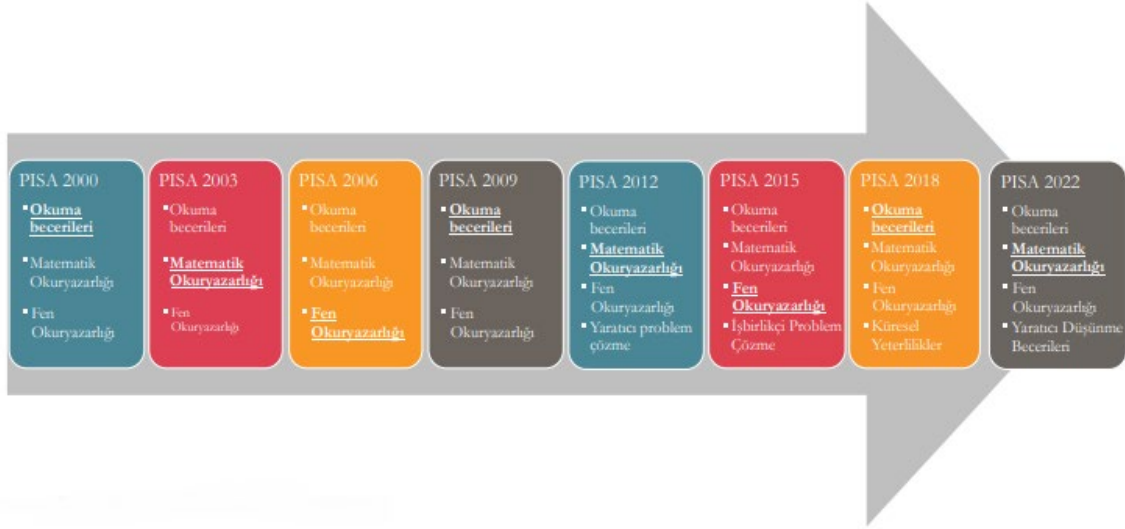 PISA 2000
▪Okuma
becerileri
▪Matematik
Okuryazarlığı
▪Fen
Okuryazarlığı
PISA 2003
▪Okuma
becerileri
▪Matematik
Okuryazarlığı
▪Fen
Okuryazarlığı
PISA 2006
▪Okuma
becerileri
▪Matematik
Okuryazarlığı
▪Fen
Okuryazarlığı
PISA 2009
▪Okuma
becerileri
▪Matematik
Okuryazarlığı
▪Fen
Okuryazarlığı
PISA 2012
▪Okuma
becerileri
▪Matematik
Okuryazarlığı
▪Fen
Okuryazarlığı
▪Yaratıcı problem
çözme
PISA 2015
▪Okuma
becerileri
▪Matematik
Okuryazarlığı
▪Fen
Okuryazarlığı
▪İşbirlikçi Problem
Çözme
PISA 2018
▪Okuma
becerileri
▪Matematik
Okuryazarlığı
▪Fen
Okuryazarlığı
▪Küresel
Yeterlilikler
PISA 2022
▪Okuma
becerileri
▪Matematik
Okuryazarlığı
▪Fen
Okuryazarlığı
▪Yaratıcı Düşünme
Becerileri